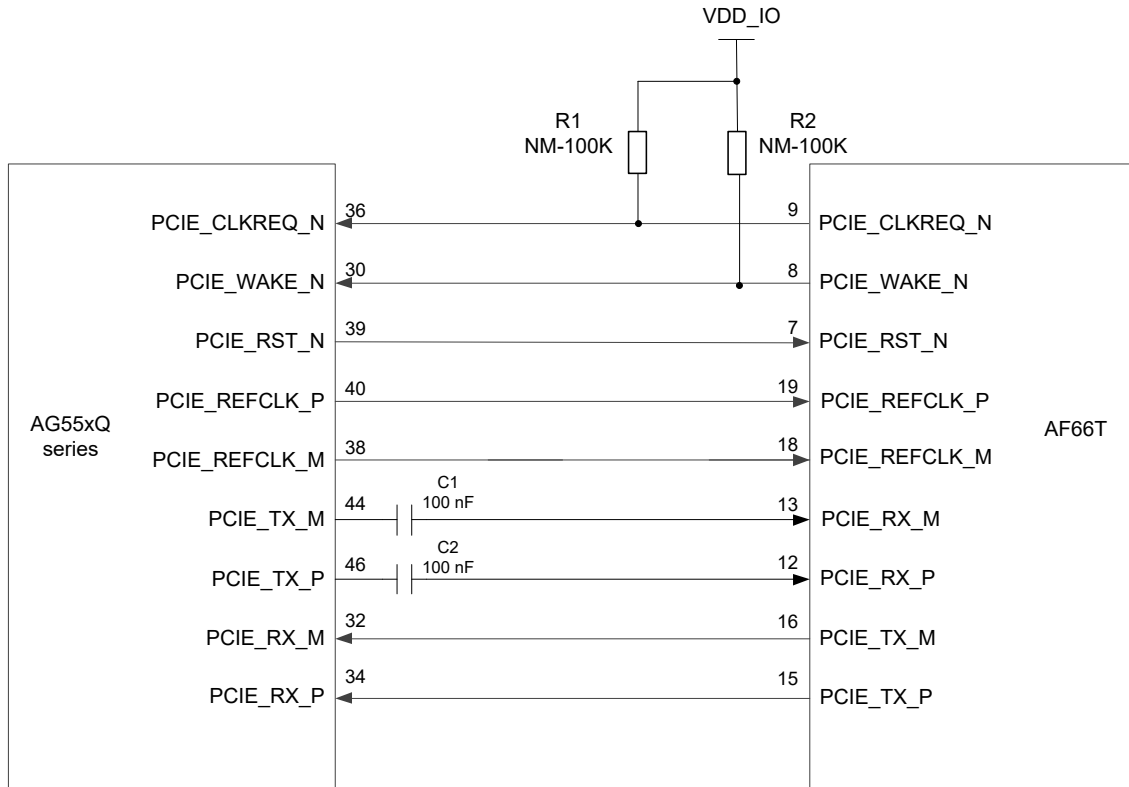 VDD_IO
R1
NM-100K
R2
NM-100K
PCIE_CLKREQ_N 36 9 PCIE_CLKREQ_N
PCIE_WAKE_N 30 8 PCIE_WAKE_N
PCIE_RST_N 39 7 PCIE_RST_N
PCIE_REFCLK_P 40 19 PCIE_REFCLK_P
AG55xQ
series
AF66T
PCIE_REFCLK_M 38 18 PCIE_REFCLK_M
C1
100 nF
PCIE_TX_M 44 13 PCIE_RX_M
C2
100 nF
PCIE_TX_P 46 12 PCIE_RX_P
PCIE_RX_M 32 16 PCIE_TX_M
PCIE_RX_P 34 15 PCIE_TX_P